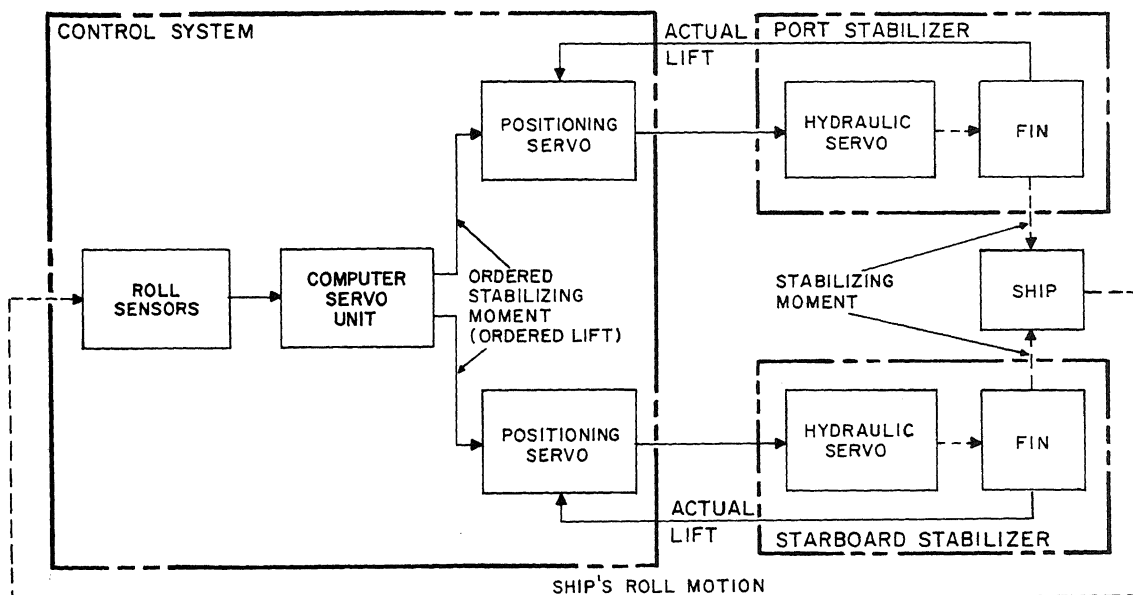 CONTROL SYSTEM
ACTUAL
LIFT
PORT STABILIZER
POSITIONING
SERVO
HYDRAULIC
SERVO
FIN
ROLL
SENSORS
COMPUTER
SERVO
UNIT
ORDERED
STABILIZING
MOMENT
(ORDERED LIFT)
STABILIZING
MOMENT
SHIP
POSITIONING
SERVO
HYDRAULIC
SERVO
FIN
ACTUAL
LIFT
STARBOARD STABILIZER
SHIP'S ROLL MOTION